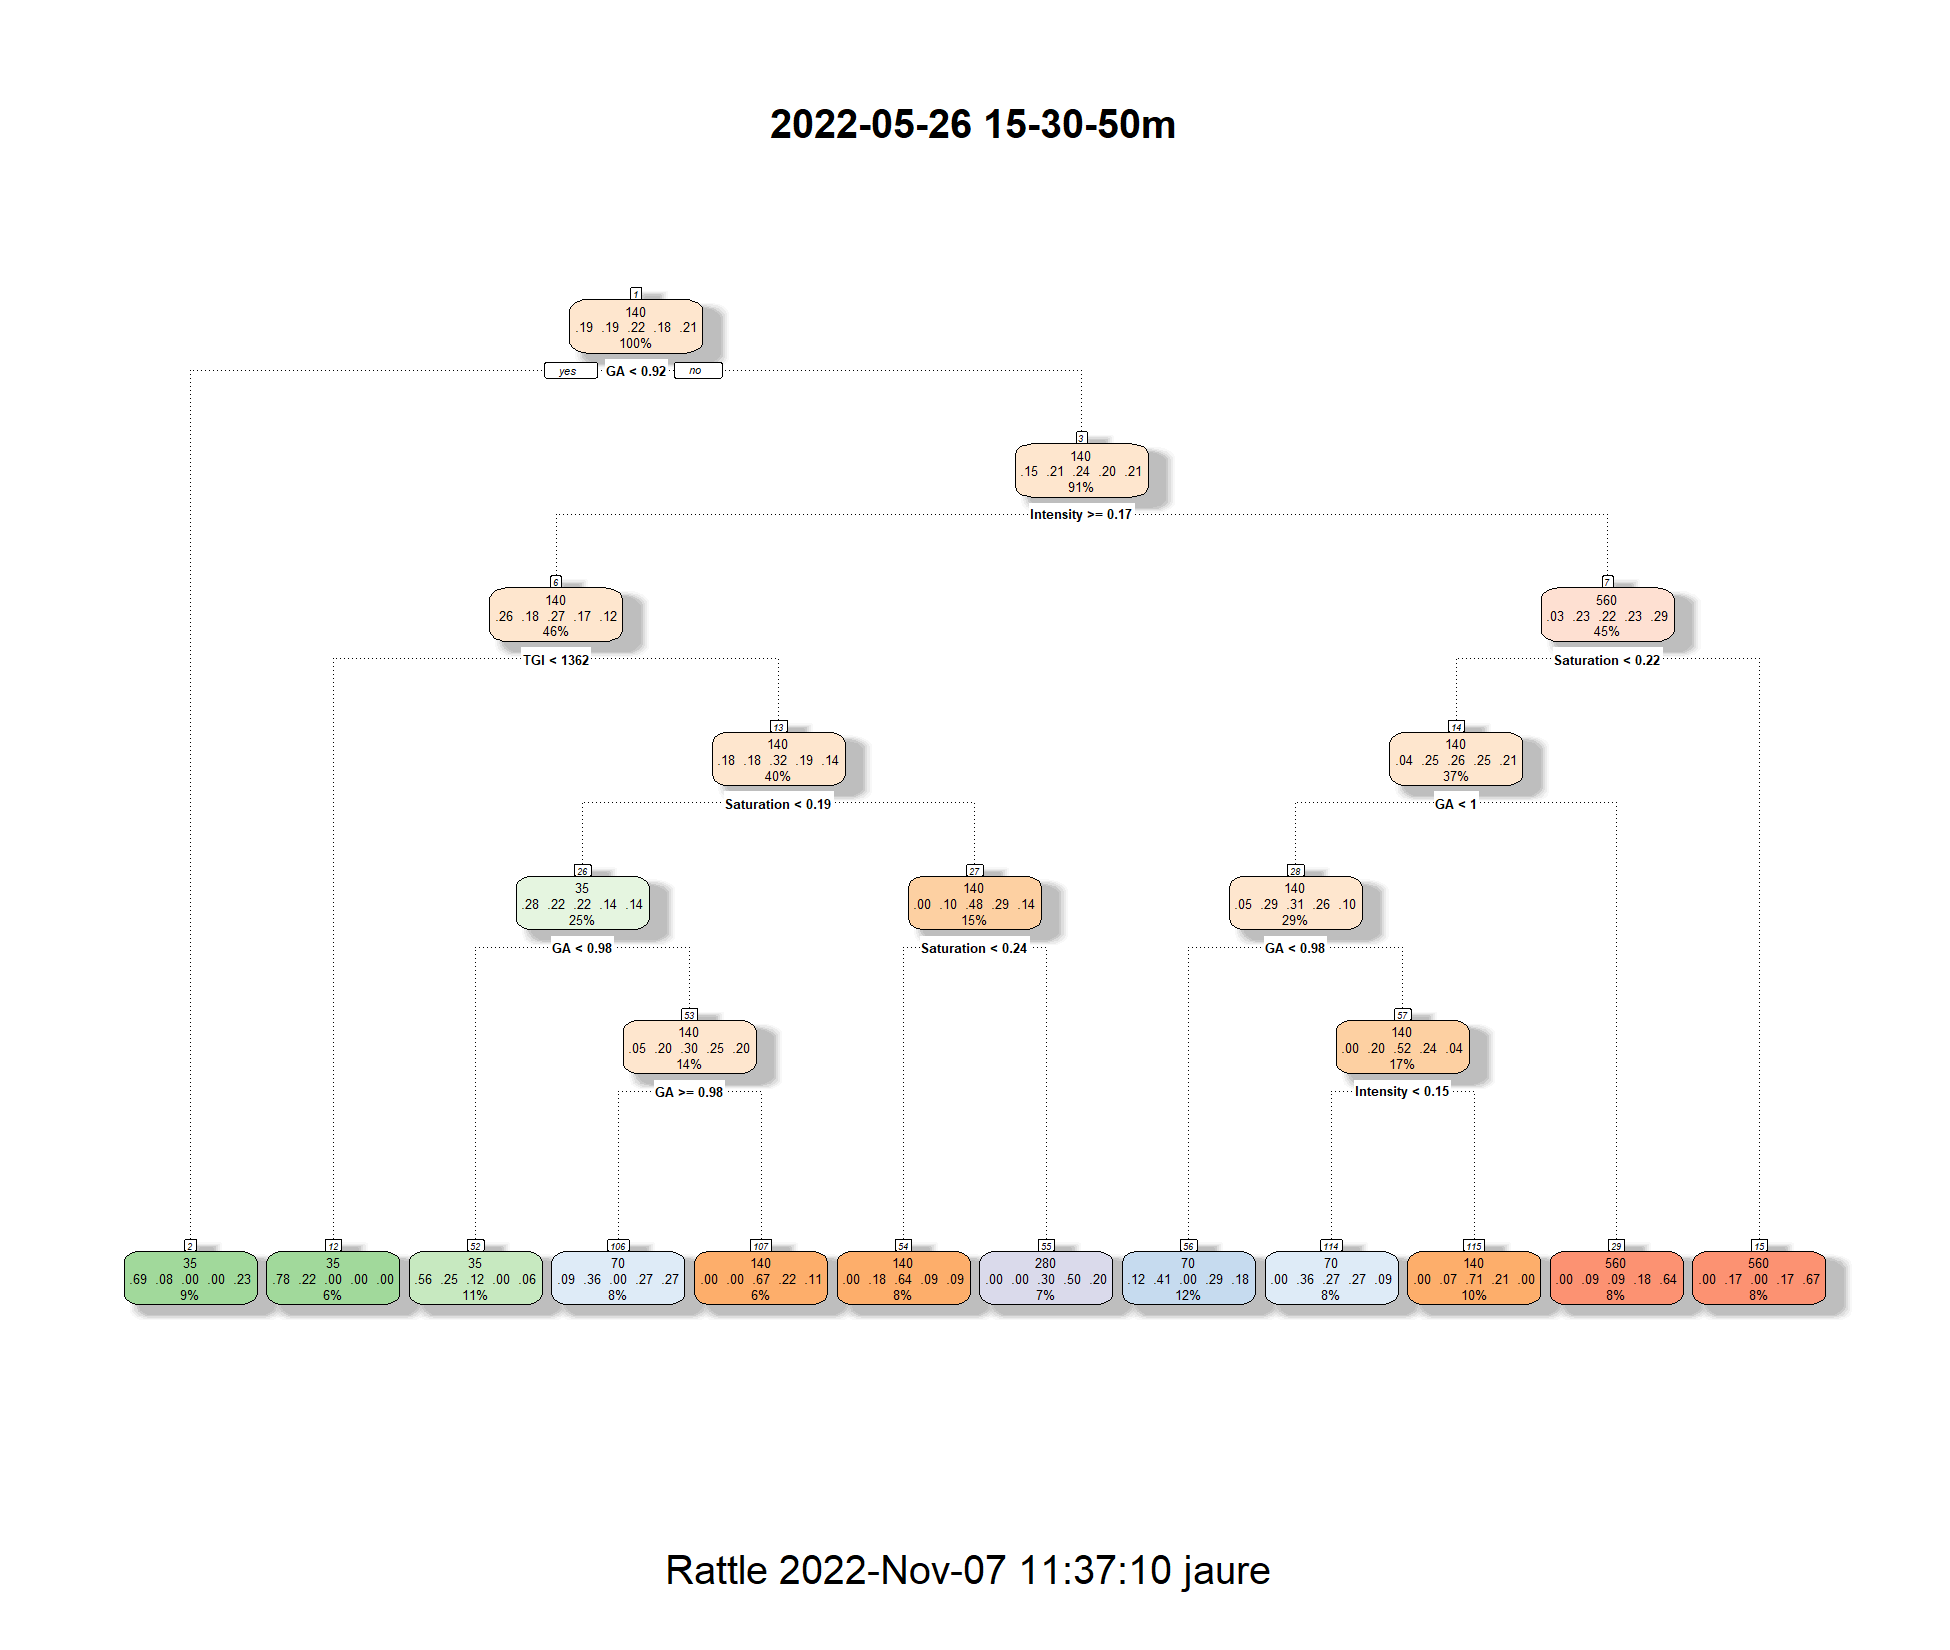 2022-05-26 15-30-50m
1
140
.19 .19 .22 .18 .21
100%
yes GA < 0.92 no
3
140
.15 .21 .24 .20 .21
91%
Intensity >= 0.17
6
140
.26 .18 .27 .17 .12
46%
TGI < 1362
7
560
.03 .23 .22 .23 .29
45%
Saturation < 0.22
13
140
.18 .18 .32 .19 .14
40%
Saturation < 0.19
14
140
.04 .25 .26 .25 .21
37%
GA < 1
26
35
.28 .22 .22 .14 .14
25%
GA < 0.98
27
140
.00 .10 .48 .29 .14
15%
Saturation < 0.24
28
140
.05 .29 .31 .26 .10
29%
GA < 0.98
53
140
.05 .20 .30 .25 .20
14%
GA >= 0.98
57
140
.00 .20 .52 .24 .04
17%
Intensity < 0.15
2
35
.69 .08 .00 .00 .23
9%
12
35
.78 .22 .00 .00 .00
6%
52
35
.56 .25 .12 .00 .06
11%
106
70
.09 .36 .00 .27 .27
8%
107
140
.00 .00 .67 .22 .11
6%
54
140
.00 .18 .64 .09 .09
8%
55
280
.00 .00 .30 .50 .20
7%
56
70
.12 .41 .00 .29 .18
12%
114
70
.00 .36 .27 .27 .09
8%
115
140
.00 .07 .71 .21 .00
10%
29
560
.00 .09 .09 .18 .64
8%
15
560
.00 .17 .00 .17 .67
8%
Rattle 2022-Nov-07 11:37:10 jaure